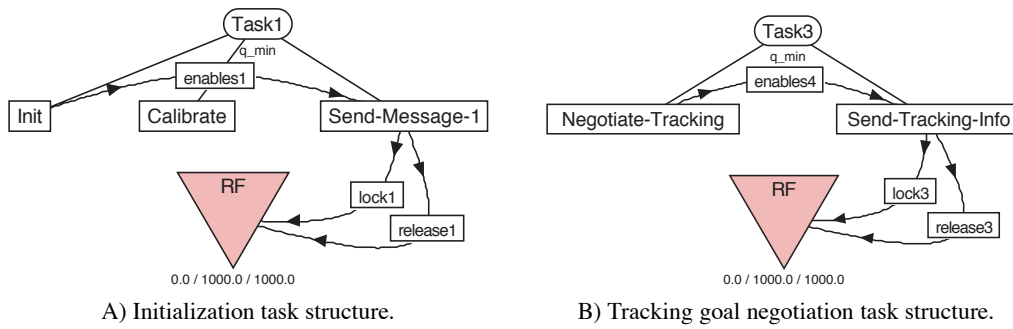 Task1
q_min
enables1
Init
Calibrate
Send-Message-1
RF
lock1
release1
0.0 / 1000.0 / 1000.0
A) Initialization task structure.
Task3
q_min
enables4
Negotiate-Tracking
Send-Tracking-Info
RF
lock3
release3
0.0 / 1000.0 / 1000.0
B) Tracking goal negotiation task structure.